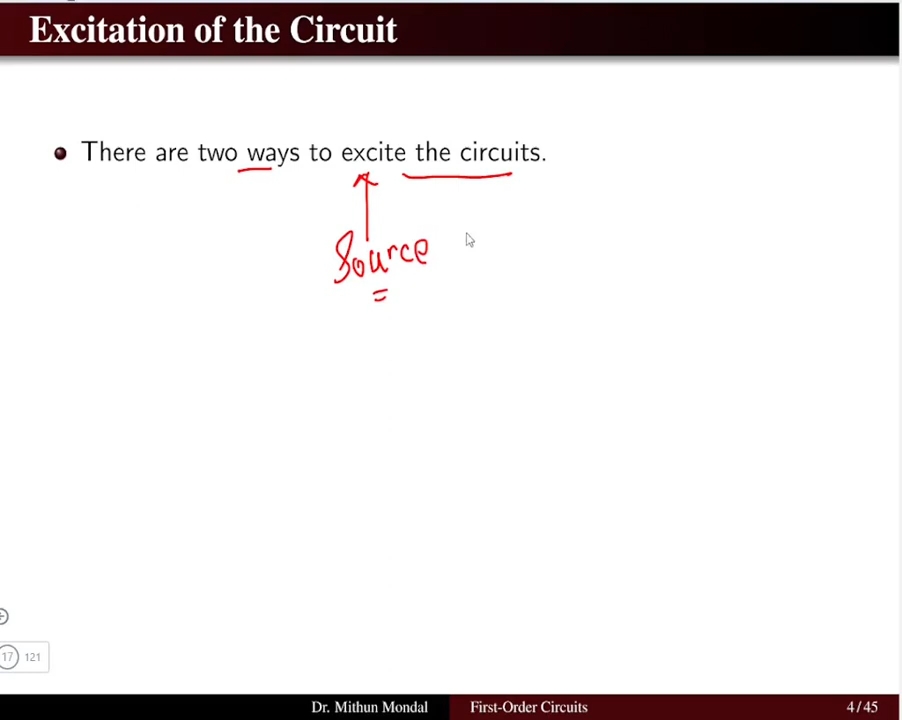 Excitation of the Circuit
There are two ways to excite the circuits.
Source
17 121
Dr. Mithun Mondal First-Order Circuits 4/45